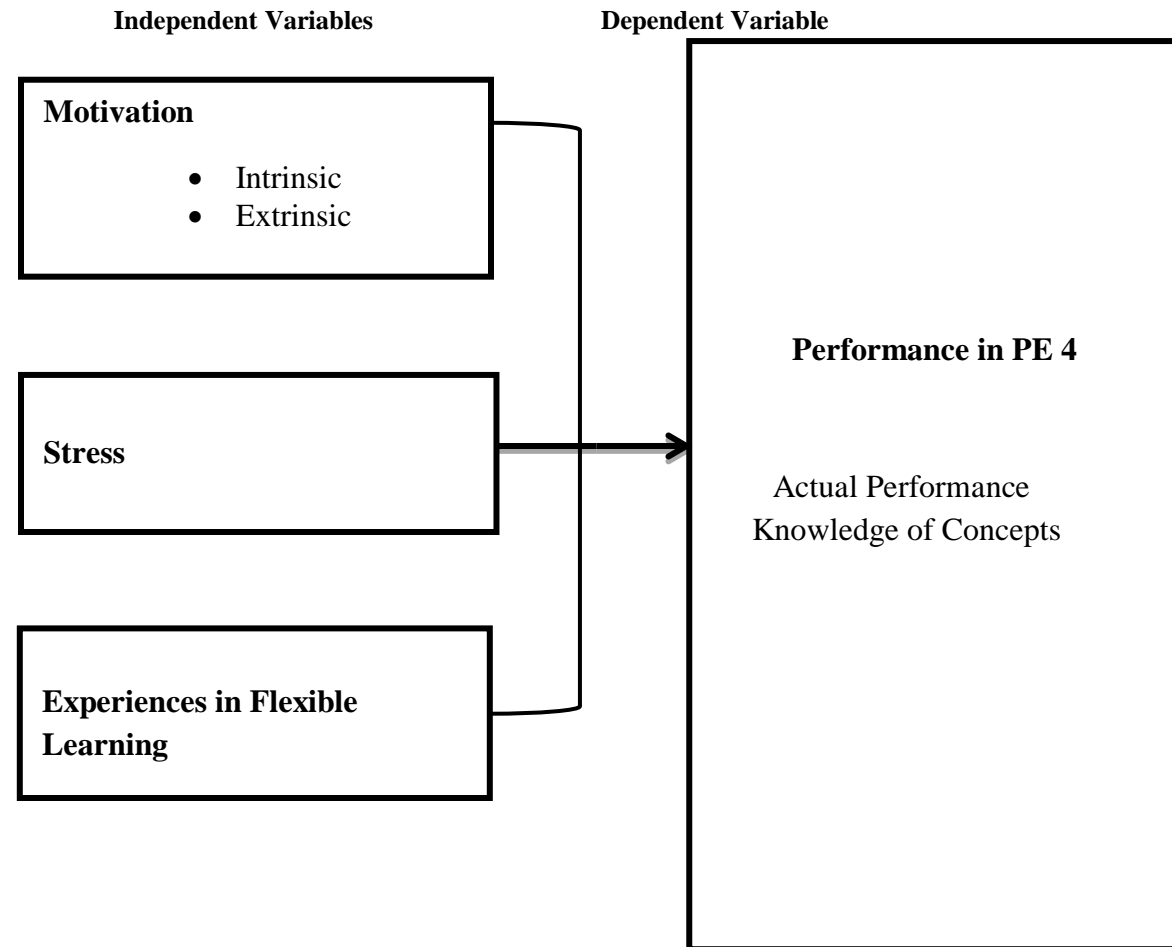 Independent Variables
Dependent Variable
Motivation
• Intrinsic
• Extrinsic
Stress
Experiences in Flexible
Learning
Performance in PE 4
Actual Performance
Knowledge of Concepts